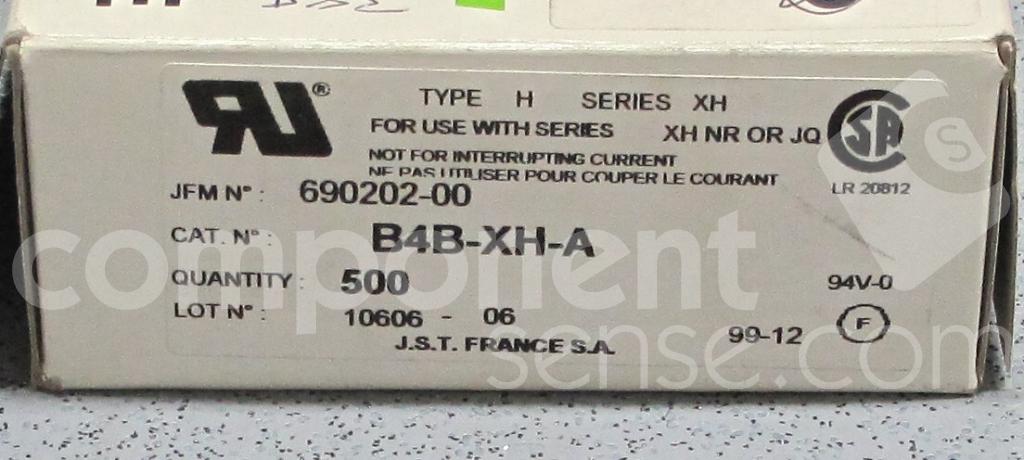 TYPE H SERIES XH
FOR USE WITH SERIES XH NR OR JQ
NOT FOR INTERRUPTING CURRENT
NE PAS UTILISER POUR COUPER LE COURANT
LR 20812
JFM N° : 690202-00
CAT. N° : B4B-XH-A
QUANTITY : 500
94V-0
LOT N° : 10606 - 06
99-12 F
J.S.T. FRANCE S.A.
component
sense.com